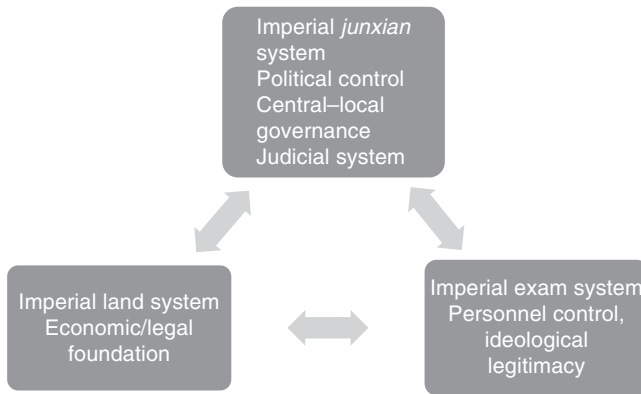 Imperial junxian
system
Political control
Central–local
governance
Judicial system
Imperial land system
Economic/legal
foundation
Imperial exam system
Personnel control,
ideological
legitimacy